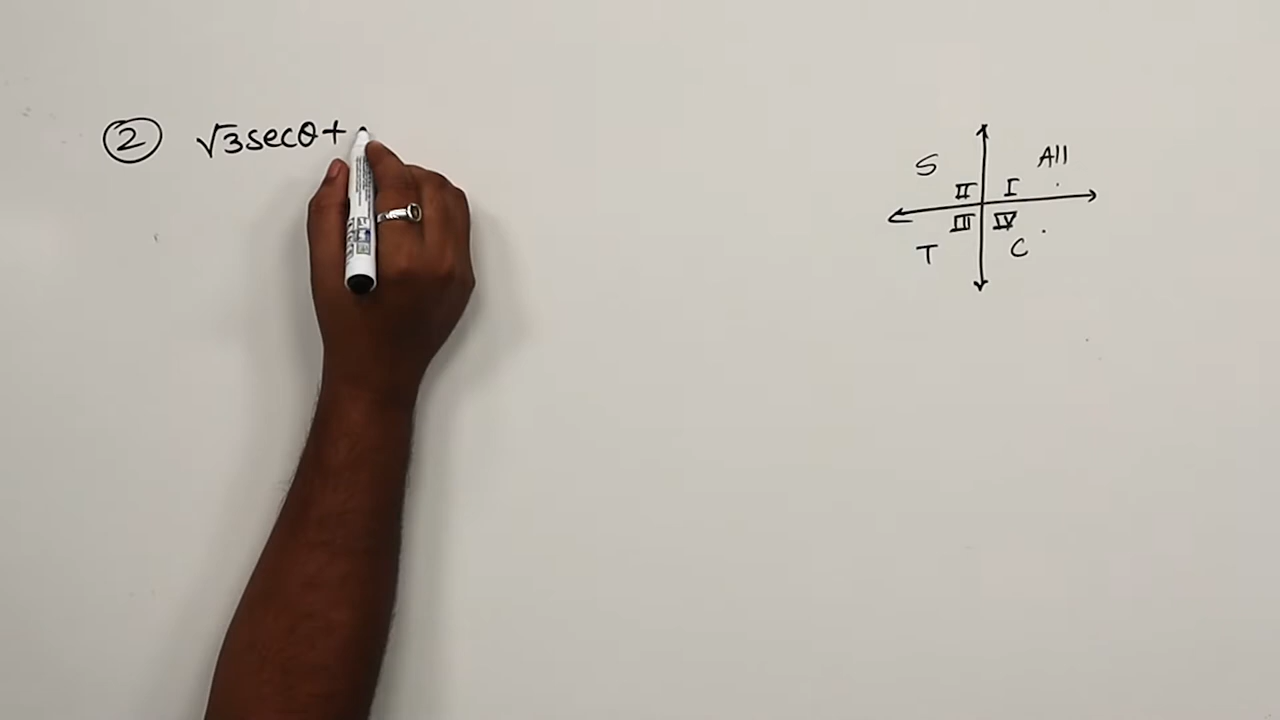 ② √3secθ+
S All
II I
III IV
T C